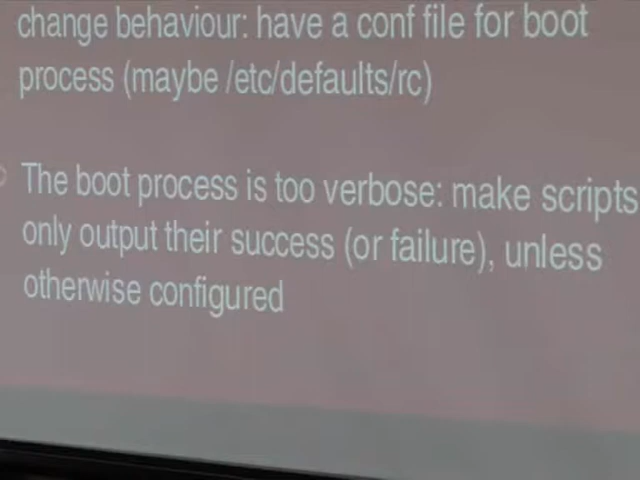 change behaviour: have a conf file for boot
process (maybe /etc/defaults/rc)
The boot process is too verbose: make scripts
only output their success (or failure), unless
otherwise configured